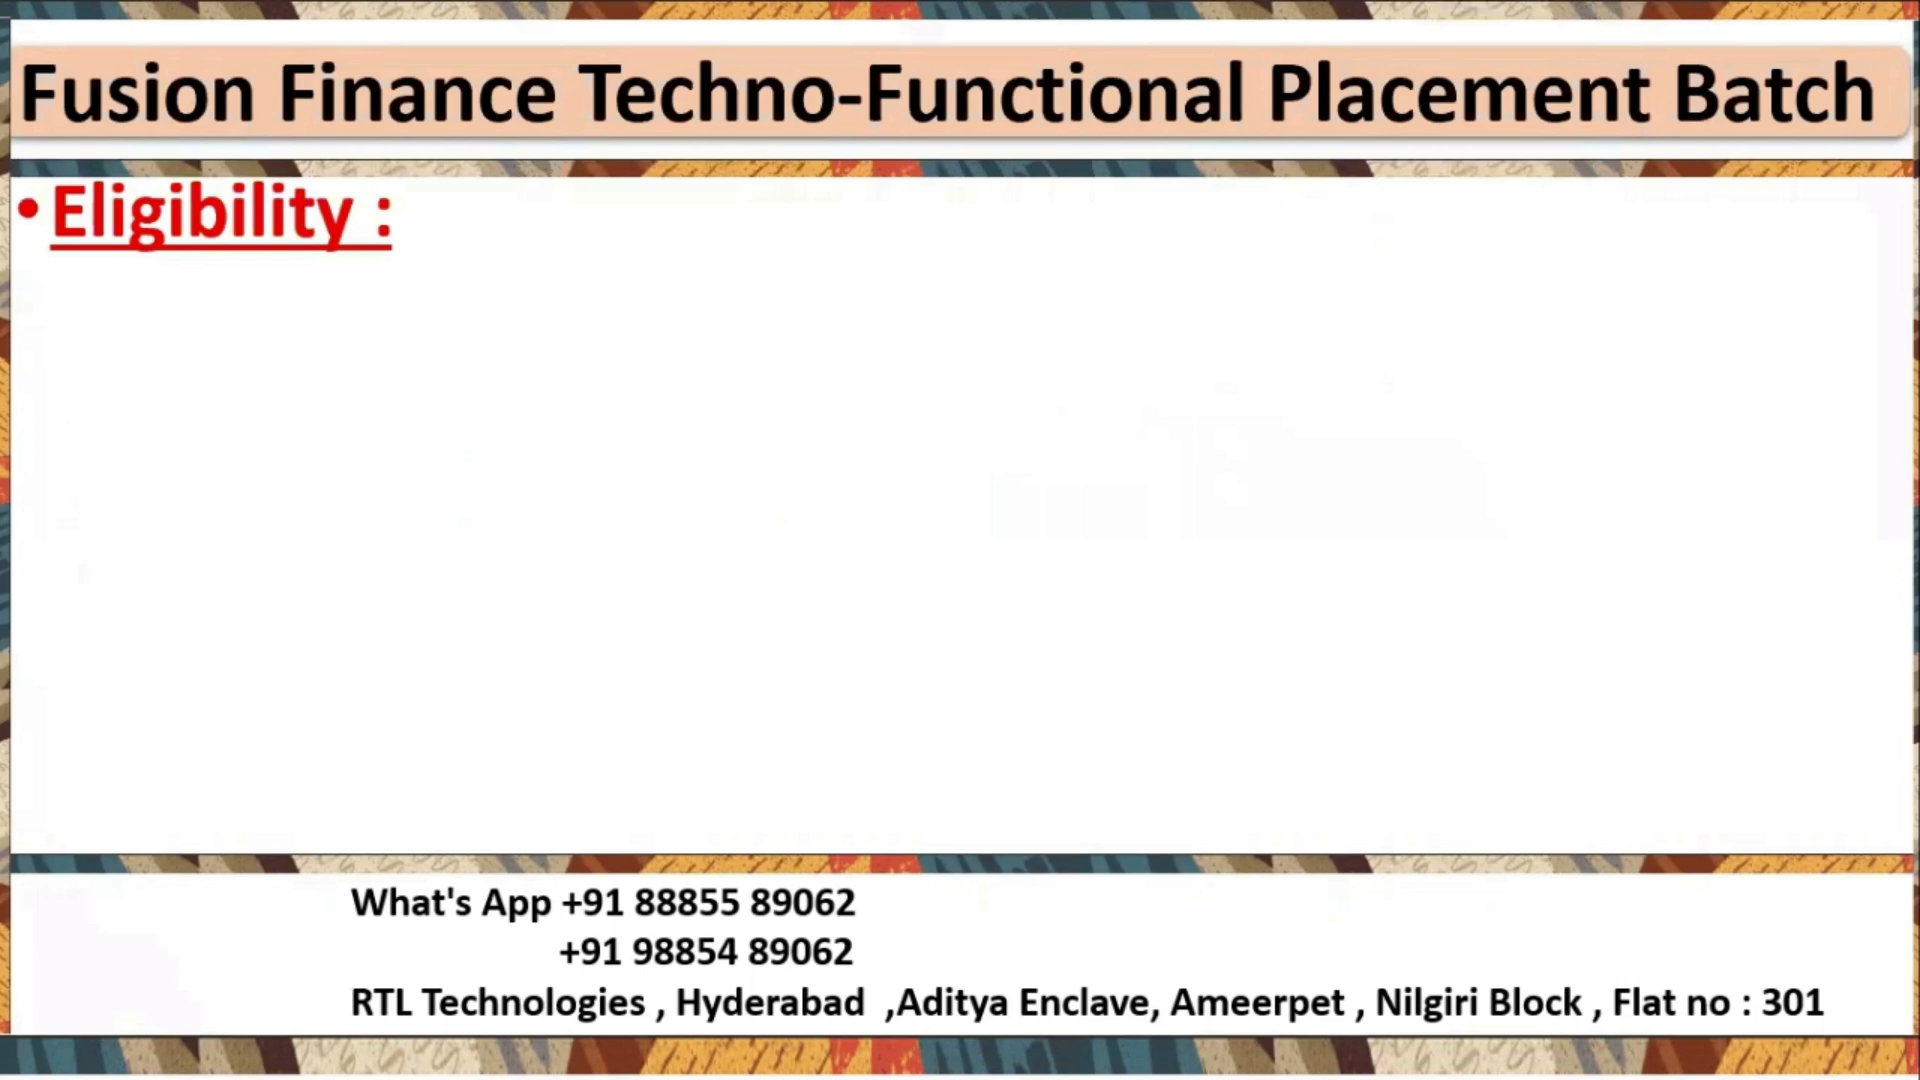 Fusion Finance Techno-Functional Placement Batch
• Eligibility :
What's App +91 88855 89062
+91 98854 89062
RTL Technologies , Hyderabad ,Aditya Enclave, Ameerpet , Nilgiri Block , Flat no : 301